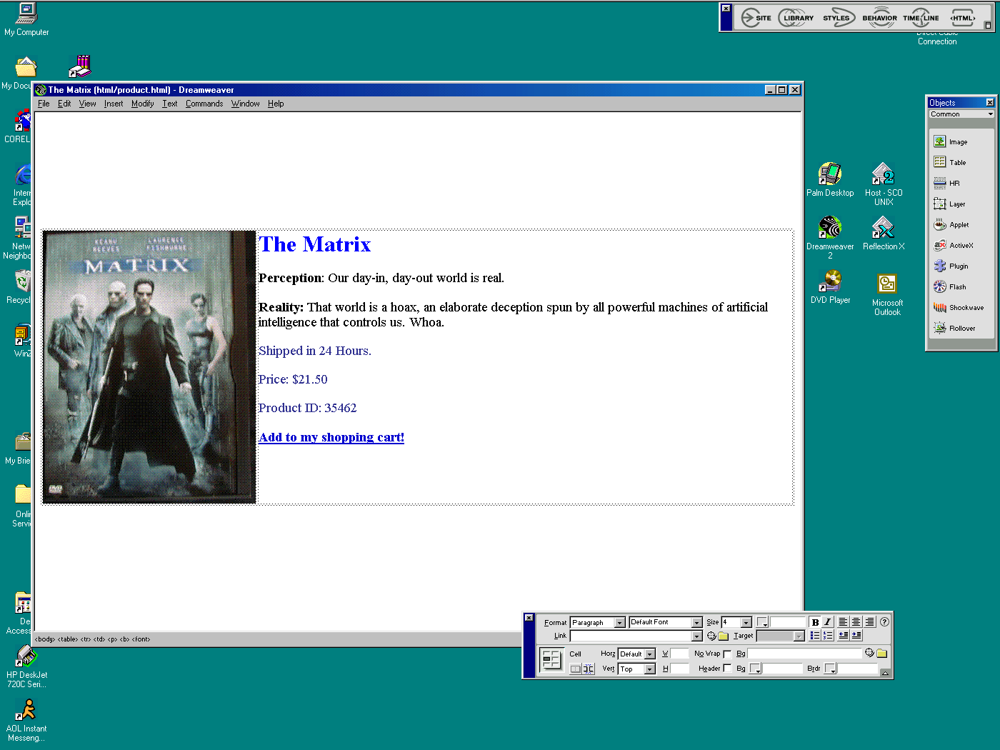 My Computer
SITE
LIBRARY
STYLES
BEHAVIOR
TIMELINE
<HTML>
Connection
My Docu
The Matrix (html/product.html) - Dreamweaver
File Edit View Insert Modify Text Commands Window Help
Objects
Common
Image
Table
HR
Layer
Applet
ActiveX
Plugin
Flash
Shockwave
Rollover
COREL
Intern
Explo
Netw
Neighbo
Recycl
WinZ
My Brie
Onlin
Servi
De
Access
HP DeskJet
720C Seri...
AOL Instant
Messeng...
Palm Desktop
Host - SCO
UNIX
Dreamweaver
2
Reflection X
DVD Player
Microsoft
Outlook
KEANU REEVES
LAURENCE FISHBURNE
MATRIX
DVD
The Matrix
Perception: Our day-in, day-out world is real.
Reality: That world is a hoax, an elaborate deception spun by all powerful machines of artificial
intelligence that controls us. Whoa.
Shipped in 24 Hours.
Price: $21.50
Product ID: 35462
Add to my shopping cart!
<body> <table> <tr> <td> <p> <b> <font>
Format Paragraph Default Font Size 4 B I
Link Target
Cell Horz Default W No Wrap Bg
Vert Top H Header Bg Brdr